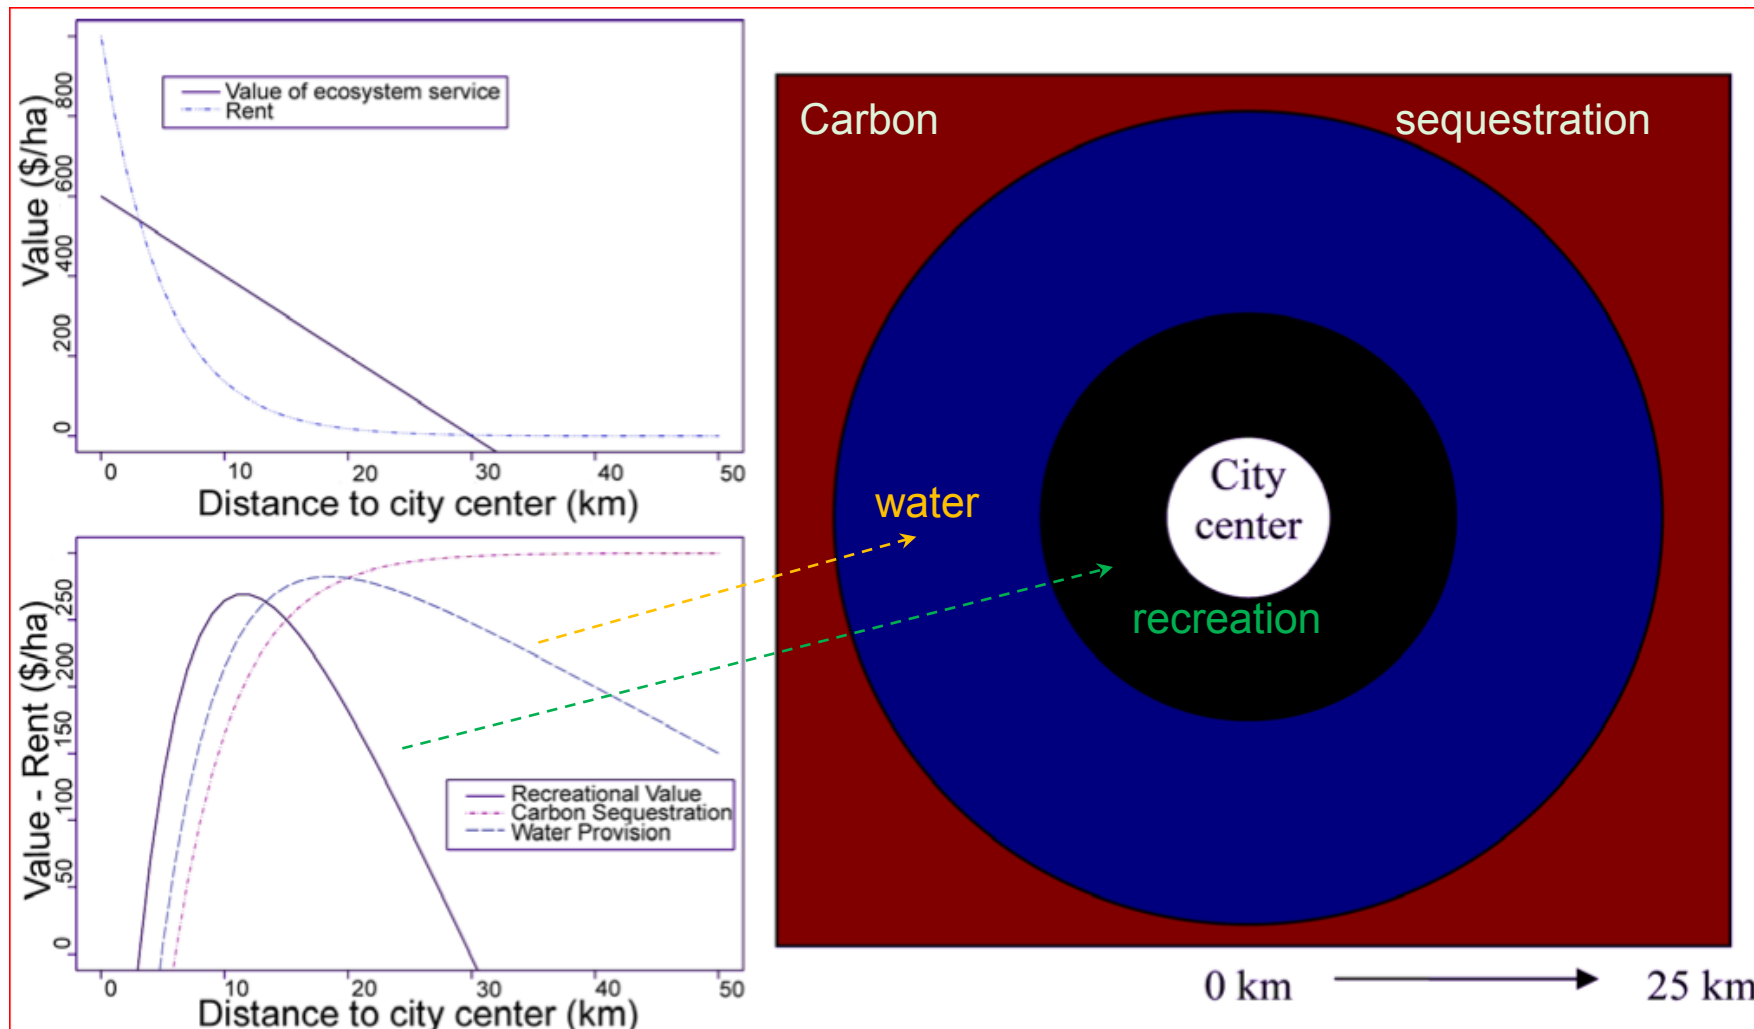 Value ($/ha)
800
600
400
200
0
Value of ecosystem service
Rent
0 10 20 30 40 50
Distance to city center (km)
Value - Rent ($/ha)
250
200
150
100
50
0
Recreational Value
Carbon Sequestration
Water Provision
0 10 20 30 40 50
Distance to city center (km)
Carbon sequestration
water
City
center
recreation
0 km 25 km